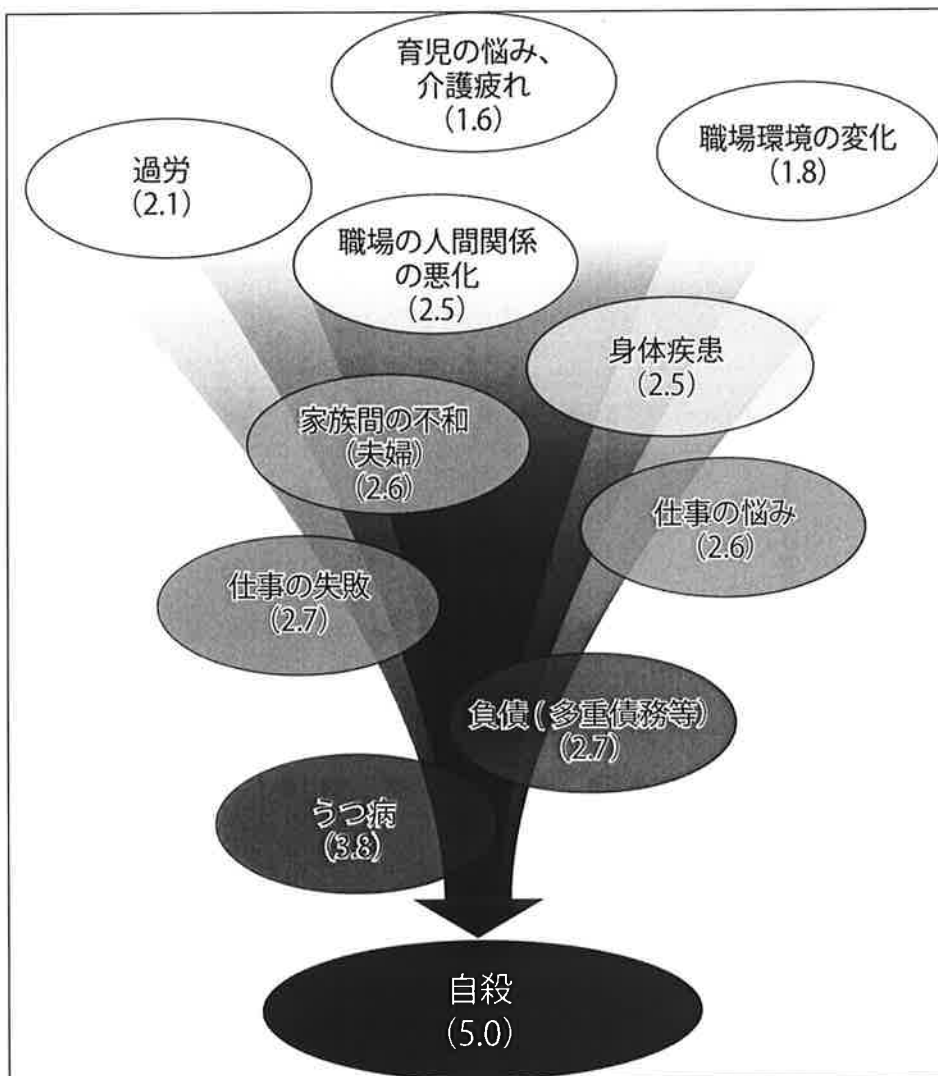 育児の悩み、
介護疲れ
(1.6)
職場環境の変化
(1.8)
過労
(2.1)
職場の人間関係
の悪化
(2.5)
身体疾患
(2.5)
家族間の不和
(夫婦)
(2.6)
仕事の悩み
(2.6)
仕事の失敗
(2.7)
負債(多重債務等)
(2.7)
うつ病
(3.8)
自殺
(5.0)